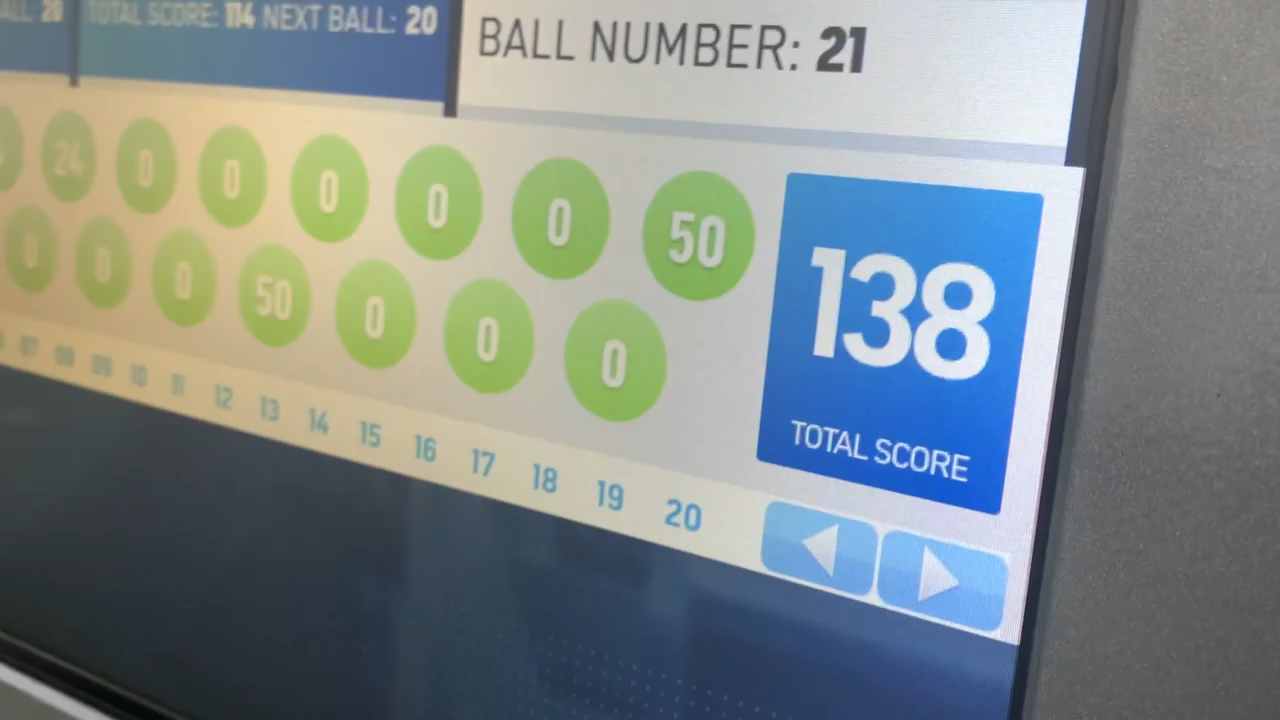 ALL: 20
TOTAL SCORE: 114 NEXT BALL: 20
BALL NUMBER: 21
24 0 0 0 0 0 50
0 0 0 50 0 0 0
138
TOTAL SCORE
07 08 09 10 11 12 13 14 15 16 17 18 19 20